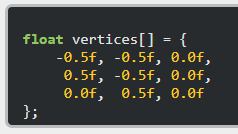 float vertices[] = {
    -0.5f, -0.5f, 0.0f,
     0.5f, -0.5f, 0.0f,
     0.0f,  0.5f, 0.0f
};